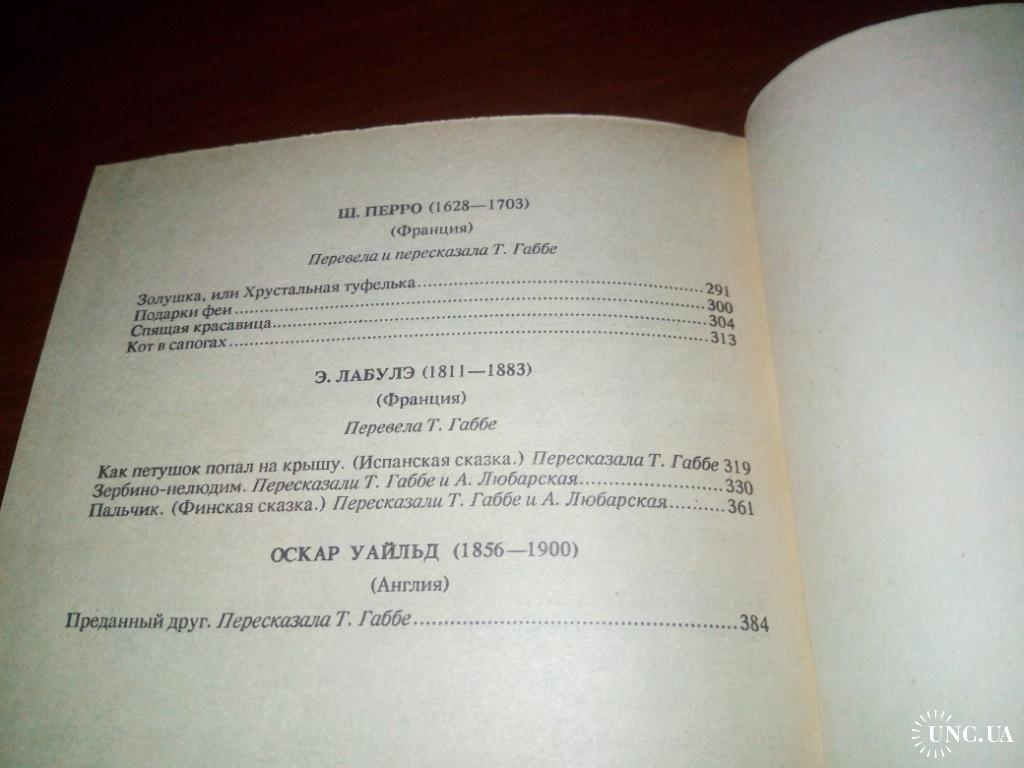 Ш. ПЕРРО (1628—1703)
(Франция)
Перевела и пересказала Т. Габбе
Золушка, или Хрустальная туфелька........................................291
Подарки феи........................................300
Спящая красавица........................................304
Кот в сапогах........................................313
Э. ЛАБУЛЭ (1811—1883)
(Франция)
Перевела Т. Габбе
Как петушок попал на крышу. (Испанская сказка.) Пересказала Т. Габбе 319
Зербино-нелюдим. Пересказали Т. Габбе и А. Любарская........................330
Пальчик. (Финская сказка.) Пересказали Т. Габбе и А. Любарская..........361
ОСКАР УАЙЛЬД (1856—1900)
(Англия)
Преданный друг. Пересказала Т. Габбе........................................384
UNC.UA